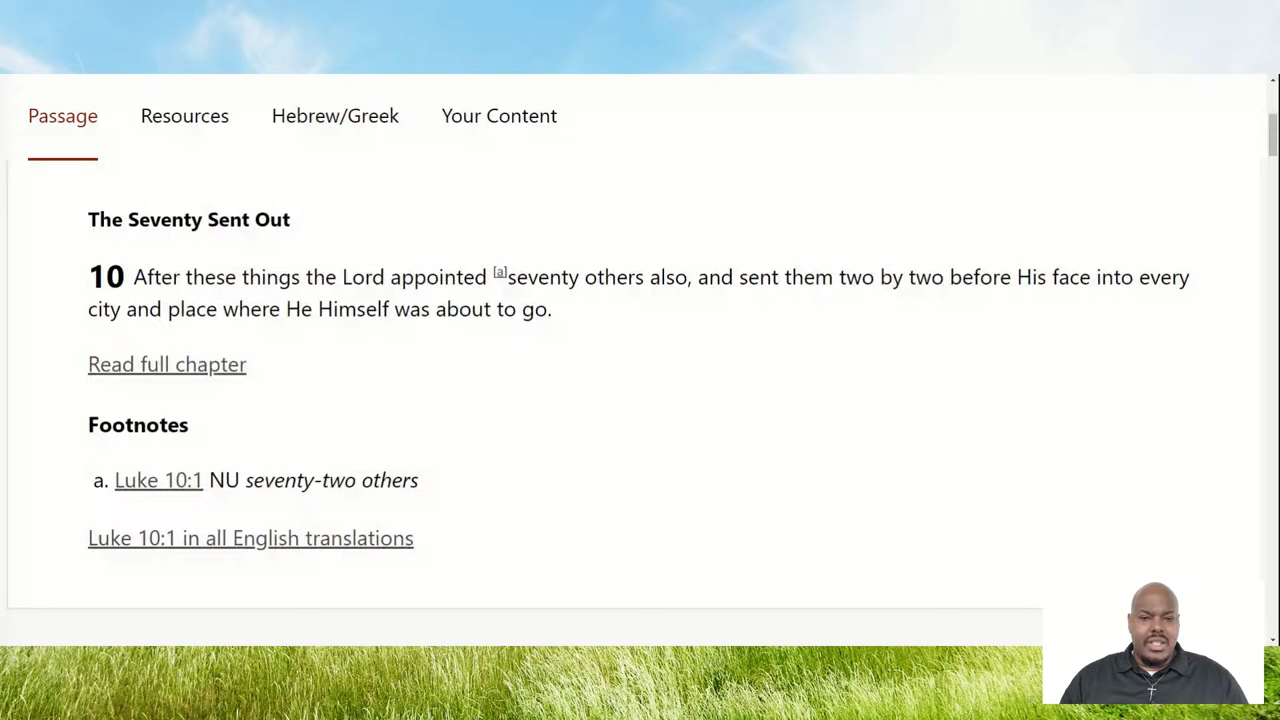 Passage Resources Hebrew/Greek Your Content
The Seventy Sent Out
10 After these things the Lord appointed [a]seventy others also, and sent them two by two before His face into every
city and place where He Himself was about to go.
Read full chapter
Footnotes
a. Luke 10:1 NU seventy-two others
Luke 10:1 in all English translations